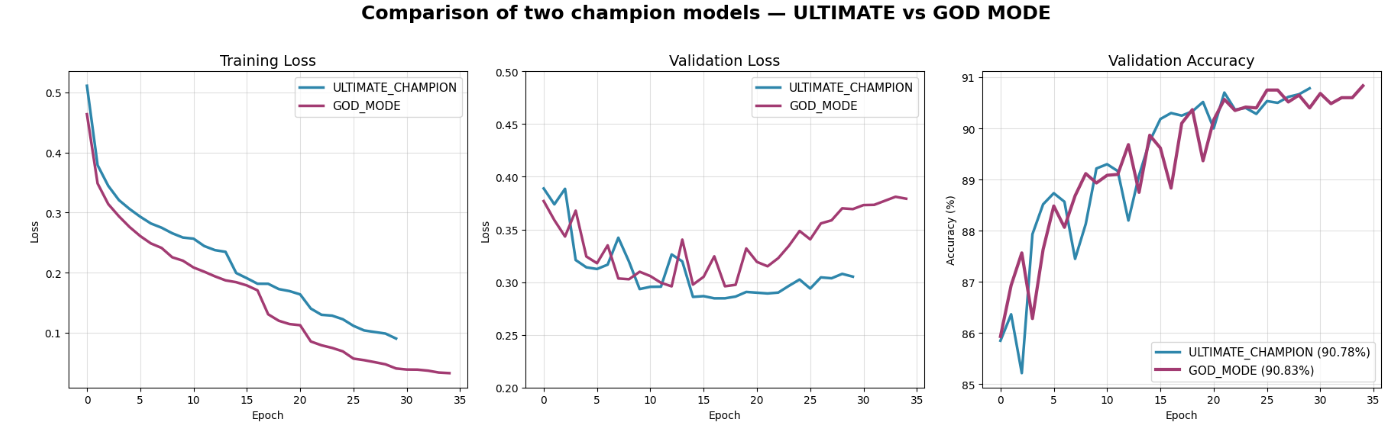 Comparison of two champion models — ULTIMATE vs GOD MODE
Training Loss
ULTIMATE_CHAMPION
GOD_MODE
Loss
0.5
0.4
0.3
0.2
0.1
0 5 10 15 20 25 30 35
Epoch
Validation Loss
ULTIMATE_CHAMPION
GOD_MODE
Loss
0.50
0.45
0.40
0.35
0.30
0.25
0.20
0 5 10 15 20 25 30 35
Epoch
Validation Accuracy
Accuracy (%)
91
90
89
88
87
86
85
ULTIMATE_CHAMPION (90.78%)
GOD_MODE (90.83%)
0 5 10 15 20 25 30 35
Epoch